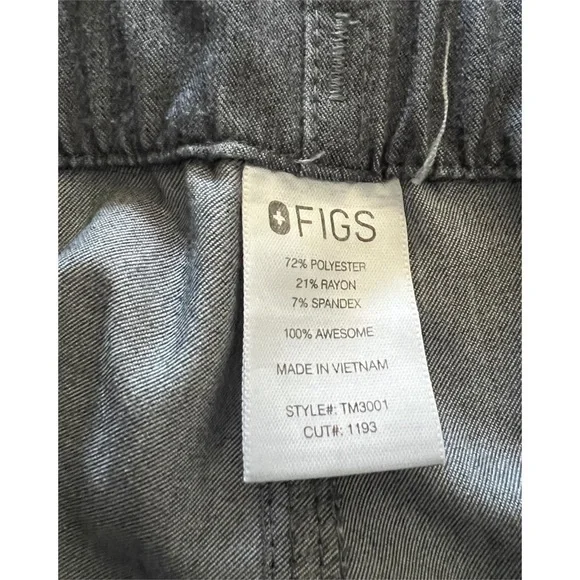 FIGS
72% POLYESTER
21% RAYON
7% SPANDEX
100% AWESOME
MADE IN VIETNAM
STYLE#: TM3001
CUT#: 1193